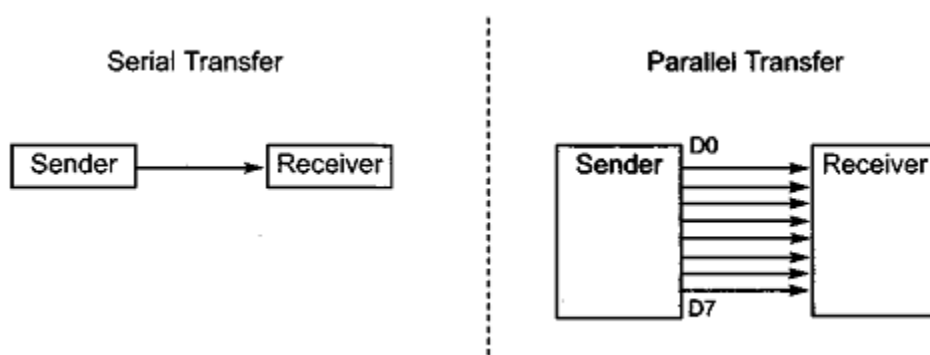 Serial Transfer
Sender
Receiver
Parallel Transfer
D0
Sender
Receiver
D7